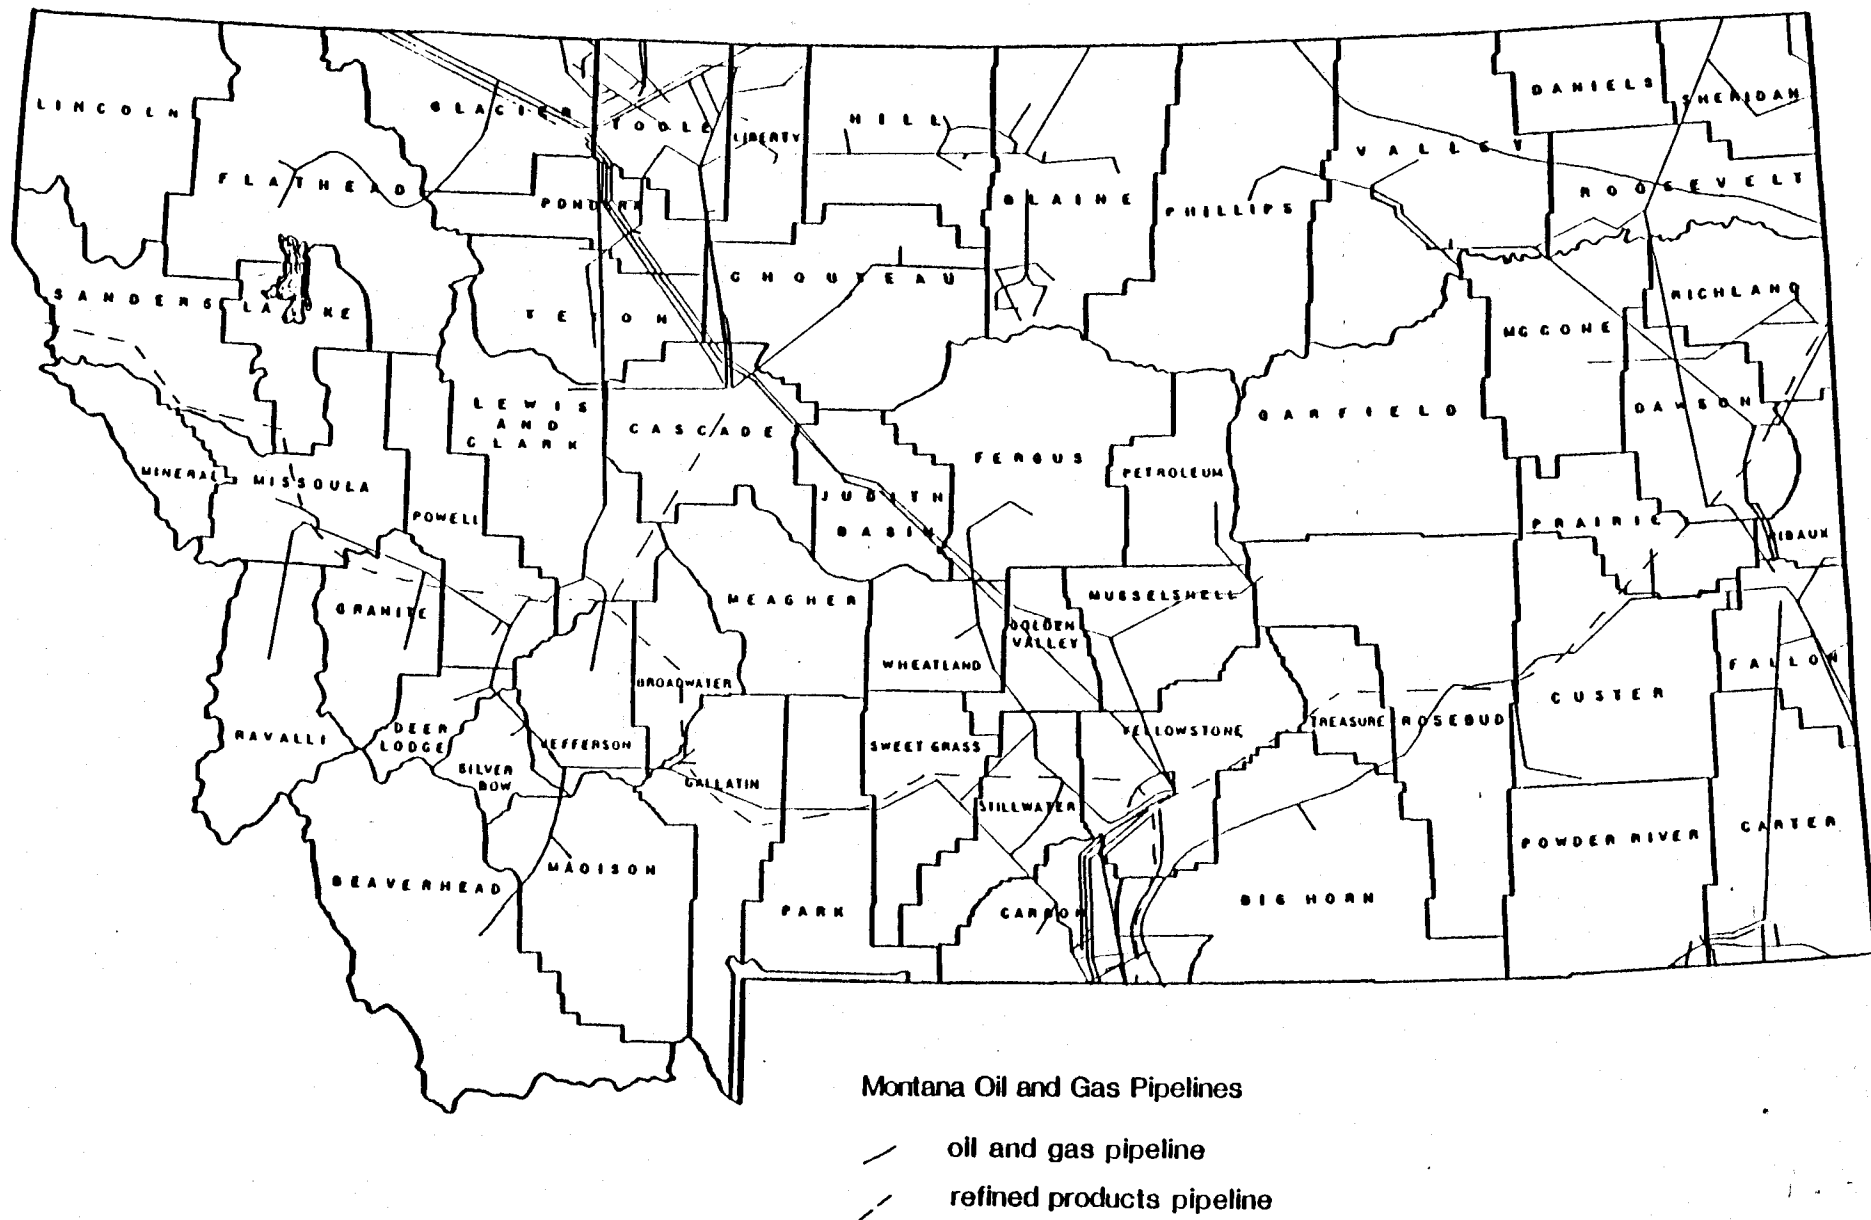 LINCOLN
FLATHEAD
GLACIER
TOOLE
LIBERTY
HILL
BLAINE
PHILLIPS
VALLEY
DANIELS
SHERIDAN
ROOSEVELT
SANDERS
LAKE
PONDERA
TETON
CHOUTEAU
MCCONE
RICHLAND
MINERAL
MISSOULA
POWELL
LEWIS
AND
CLARK
CASCADE
JUDITH
BASIN
FERGUS
PETROLEUM
GARFIELD
DAWSON
PRAIRIE
IBAUX
GRANITE
MEAGHER
WHEATLAND
GOLDEN
VALLEY
MUSSELSHELL
RAVALLI
DEER
LODGE
SILVER
BOW
JEFFERSON
BROADWATER
GALLATIN
SWEET GRASS
STILLWATER
YELLOWSTONE
TREASURE
ROSEBUD
CUSTER
FALLON
BEAVERHEAD
MADISON
PARK
CARBON
BIG HORN
POWDER RIVER
CARTER
Montana Oil and Gas Pipelines
oil and gas pipeline
refined products pipeline